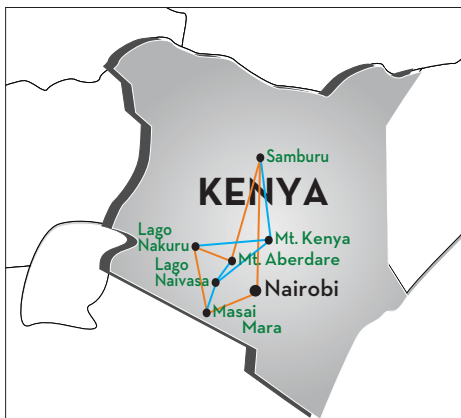 Samburu
KENYA
Lago
Nakuru
Mt. Kenya
Mt. Aberdare
Lago
Naivasa
Nairobi
Masai
Mara